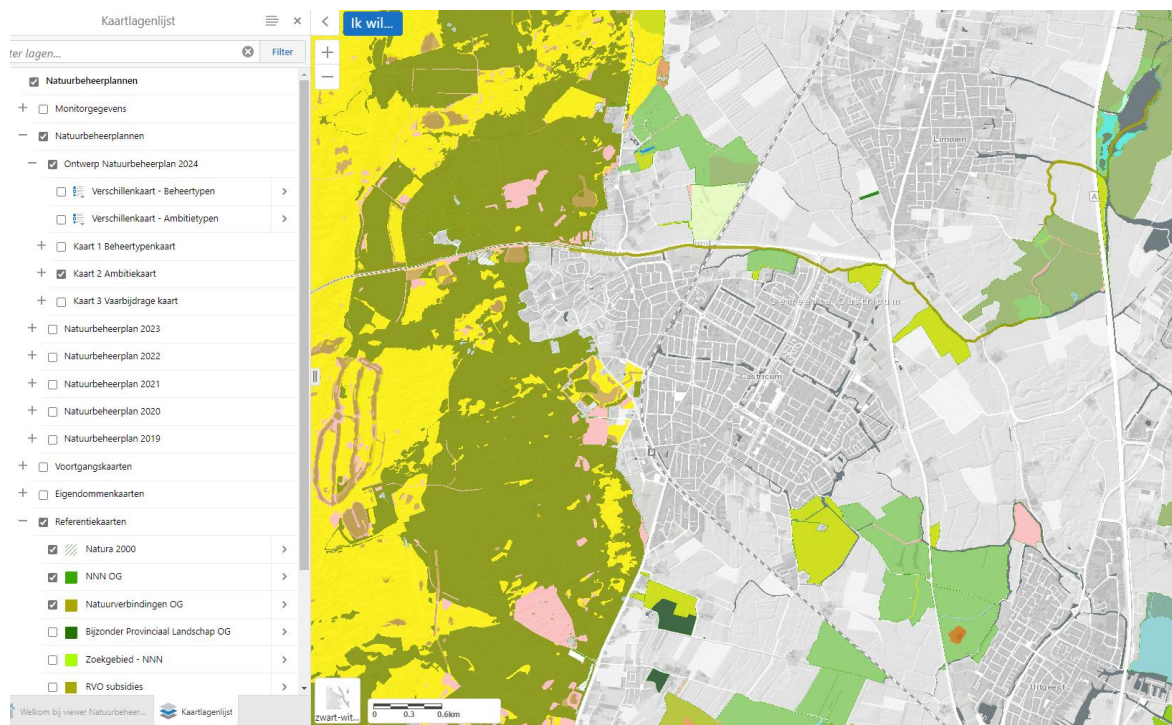 Kaartlagenlijst
Ik wil...
ter lagen...
Filter
Natuurbeheerplannen
Monitorgegevens
Natuurbeheerplannen
Ontwerp Natuurbeheerplan 2024
Verschillenkaart - Beheertypen
Verschillenkaart - Ambitietypen
Kaart 1 Beheertypenkaart
Kaart 2 Ambitiekaart
Kaart 3 Vaarbijdrage kaart
Natuurbeheerplan 2023
Natuurbeheerplan 2022
Natuurbeheerplan 2021
Natuurbeheerplan 2020
Natuurbeheerplan 2019
Voortgangskaarten
Eigendommenkaarten
Referentiekaarten
Natura 2000
NNN OG
Natuurverbindingen OG
Bijzonder Provinciaal Landschap OG
Zoekgebied - NNN
RVO subsidies
Welkom bij viewer Natuurbeheer...
Kaartlagenlijst
Limmen
A
Gemeente Castricum
Castricum
Uitgeest
zwart-wit...
0 0.3 0.6km